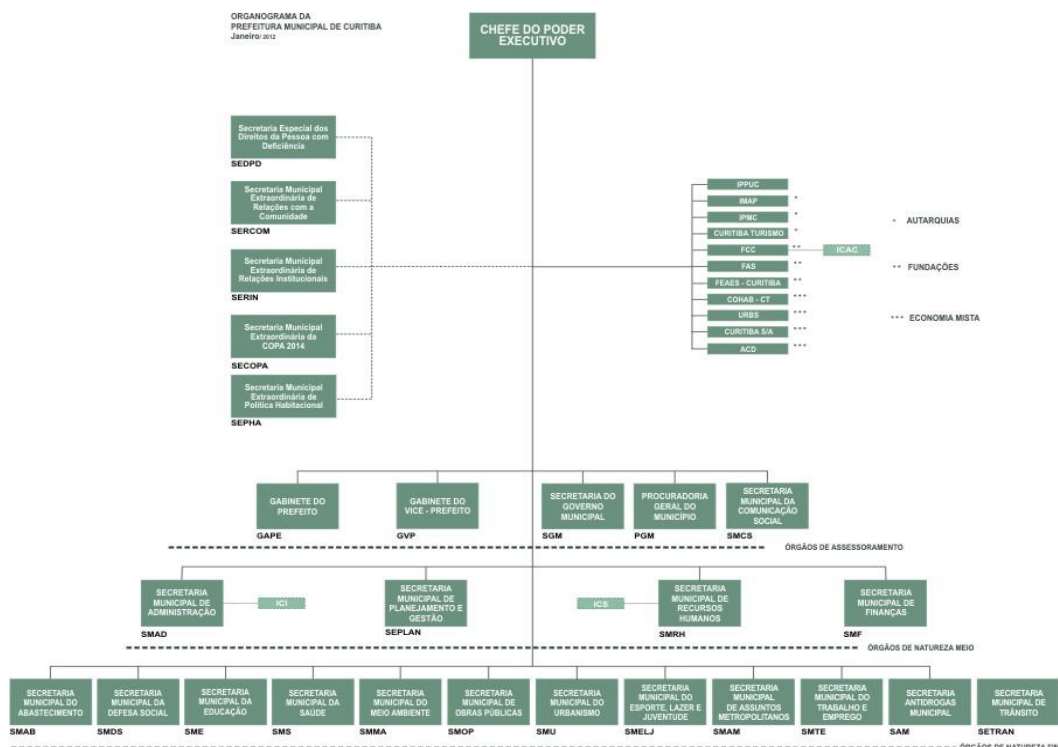 ORGANOGRAMA DA
PREFEITURA MUNICIPAL DE CURITIBA
Janeiro/ 2012
CHEFE DO PODER
EXECUTIVO
Secretaria Especial dos
Direitos da Pessoa com
Deficiência
SEDPD
Secretaria Municipal
Extraordinária de
Relações com a
Comunidade
SERCOM
Secretaria Municipal
Extraordinária de
Relações Institucionais
SERIN
Secretaria Municipal
Extraordinária da
COPA 2014
SECOPA
Secretaria Municipal
Extraordinária de
Política Habitacional
SEPHA
IPPUC
IMAP *
IPMC *
CURITIBA TURISMO *
FCC ** ICAC
FAS **
FEAES - CURITIBA **
COHAB - CT ***
URBS ***
CURITIBA S/A ***
ACD ***
* AUTARQUIAS
** FUNDAÇÕES
*** ECONOMIA MISTA
GABINETE DO
PREFEITO
GAPE
GABINETE DO
VICE - PREFEITO
GVP
SECRETARIA DO
GOVERNO
MUNICIPAL
SGM
PROCURADORIA
GERAL DO
MUNICÍPIO
PGM
SECRETARIA
MUNICIPAL DA
COMUNICAÇÃO
SOCIAL
SMCS
ÓRGÃOS DE ASSESSORAMENTO
SECRETARIA
MUNICIPAL DE
ADMINISTRAÇÃO
SMAD
ICI
SECRETARIA
MUNICIPAL DE
PLANEJAMENTO E
GESTÃO
SEPLAN
ICS
SECRETARIA
MUNICIPAL DE
RECURSOS
HUMANOS
SMRH
SECRETARIA
MUNICIPAL DE
FINANÇAS
SMF
ÓRGÃOS DE NATUREZA MEIO
SECRETARIA
MUNICIPAL DO
ABASTECIMENTO
SMAB
SECRETARIA
MUNICIPAL DA
DEFESA SOCIAL
SMDS
SECRETARIA
MUNICIPAL DA
EDUCAÇÃO
SME
SECRETARIA
MUNICIPAL DA
SAÚDE
SMS
SECRETARIA
MUNICIPAL DO
MEIO AMBIENTE
SMMA
SECRETARIA
MUNICIPAL DE
OBRAS PÚBLICAS
SMOP
SECRETARIA
MUNICIPAL DO
URBANISMO
SMU
SECRETARIA
MUNICIPAL DO
ESPORTE, LAZER E
JUVENTUDE
SMELJ
SECRETARIA
MUNICIPAL
DE ASSUNTOS
METROPOLITANOS
SMAM
SECRETARIA
MUNICIPAL DO
TRABALHO E
EMPREGO
SMTE
SECRETARIA
ANTIDROGAS
MUNICIPAL
SAM
SECRETARIA
MUNICIPAL DE
TRÂNSITO
SETRAN
ÓRGÃOS DE NATUREZA FIM